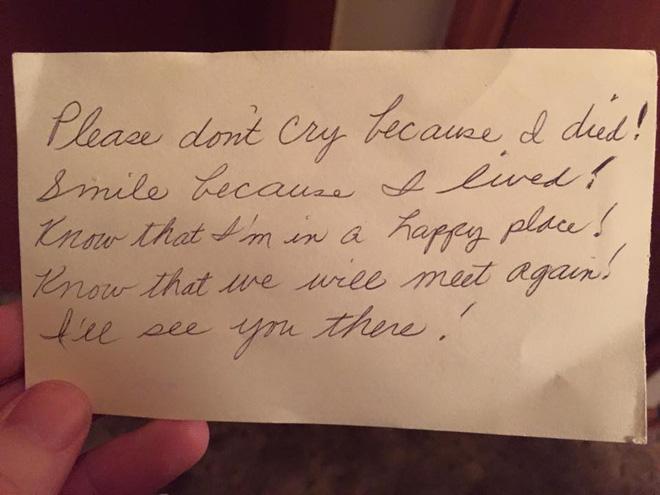 Please don't cry because I died!
Smile because I lived!
Know that I'm in a happy place!
Know that we will meet again!
I'll see you there!